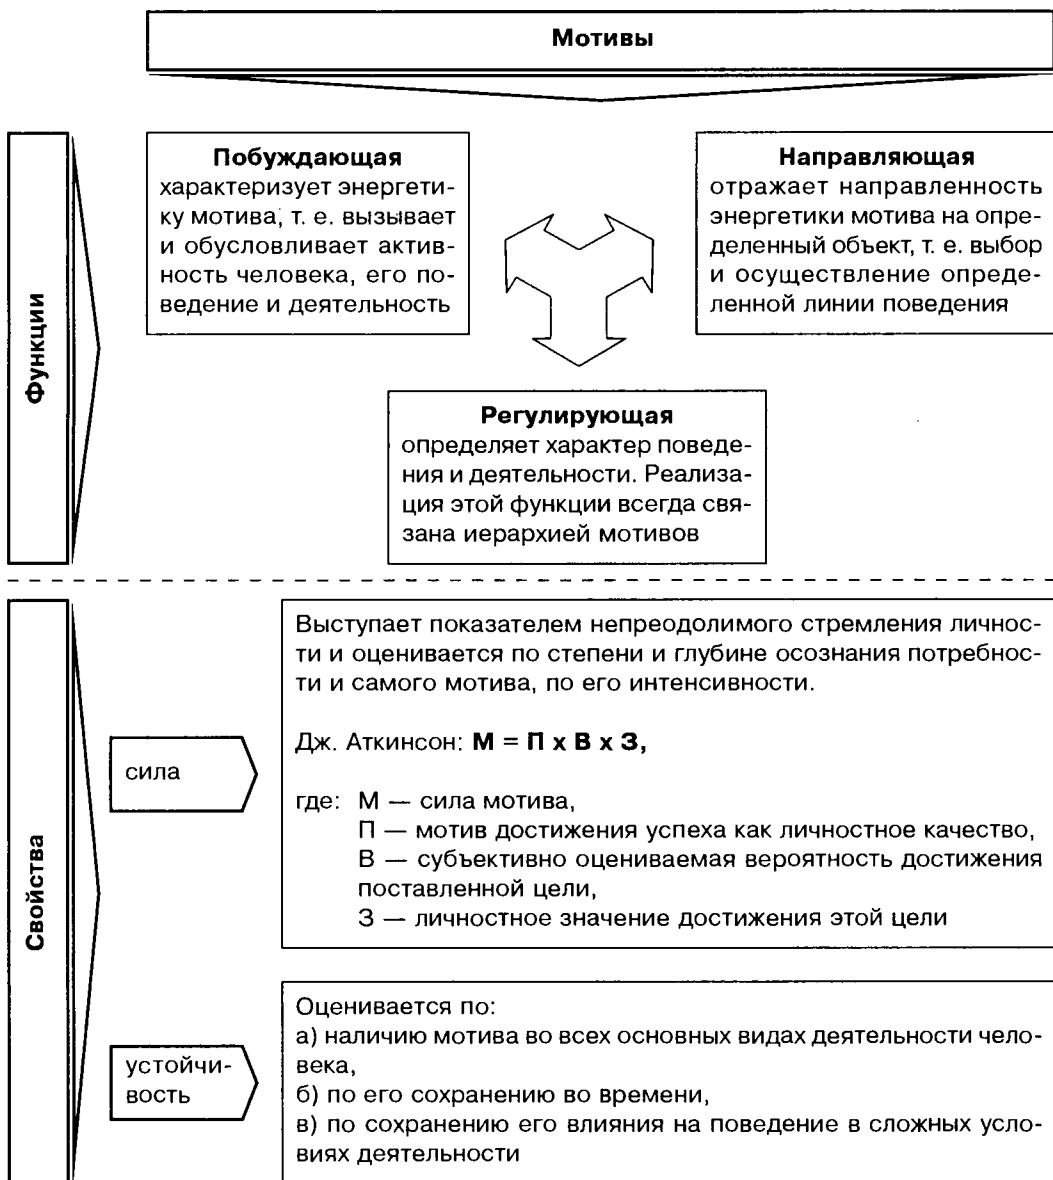 Мотивы
Функции
Побуждающая
характеризует энергети-
ку мотива, т. е. вызывает
и обусловливает актив-
ность человека, его по-
ведение и деятельность
Направляющая
отражает направленность
энергетики мотива на опре-
деленный объект, т. е. выбор
и осуществление опреде-
ленной линии поведения
Регулирующая
определяет характер поведе-
ния и деятельности. Реализа-
ция этой функции всегда свя-
зана иерархией мотивов
Свойства
сила
Выступает показателем непреодолимого стремления личнос-
ти и оценивается по степени и глубине осознания потребнос-
ти и самого мотива, по его интенсивности.
Дж. Аткинсон: М = П х В х З,
где: М — сила мотива,
П — мотив достижения успеха как личностное качество,
В — субъективно оцениваемая вероятность достижения
поставленной цели,
З — личностное значение достижения этой цели
устойчи-
вость
Оценивается по:
а) наличию мотива во всех основных видах деятельности чело-
века,
б) по его сохранению во времени,
в) по сохранению его влияния на поведение в сложных усло-
виях деятельности